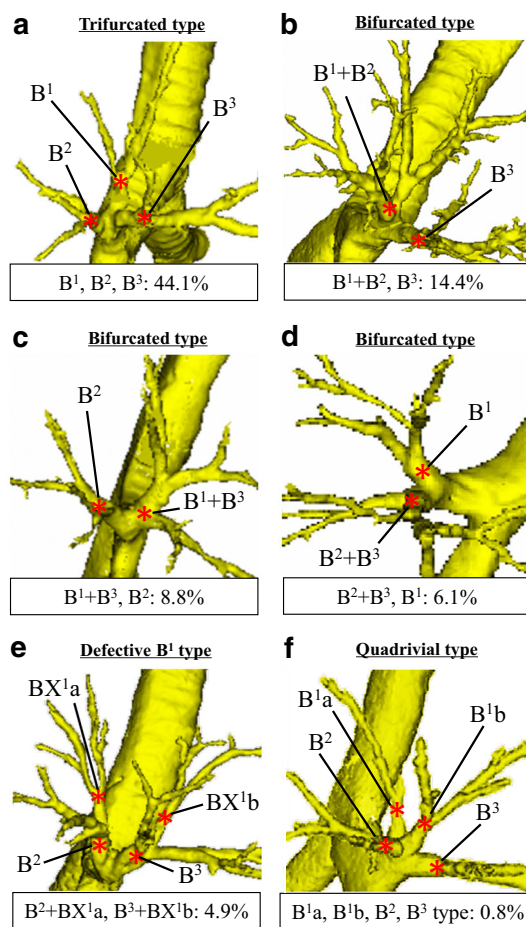 a
Trifurcated type
B¹
B³
B²
B¹, B², B³: 44.1%
b
Bifurcated type
B¹+B²
B³
B¹+B², B³: 14.4%
c
Bifurcated type
B²
B¹+B³
B¹+B³, B²: 8.8%
d
Bifurcated type
B¹
B²+B³
B²+B³, B¹: 6.1%
e
Defective B¹ type
BX¹a
BX¹b
B²
B³
B²+BX¹a, B³+BX¹b: 4.9%
f
Quadrivial type
B¹a
B¹b
B²
B³
B¹a, B¹b, B², B³ type: 0.8%